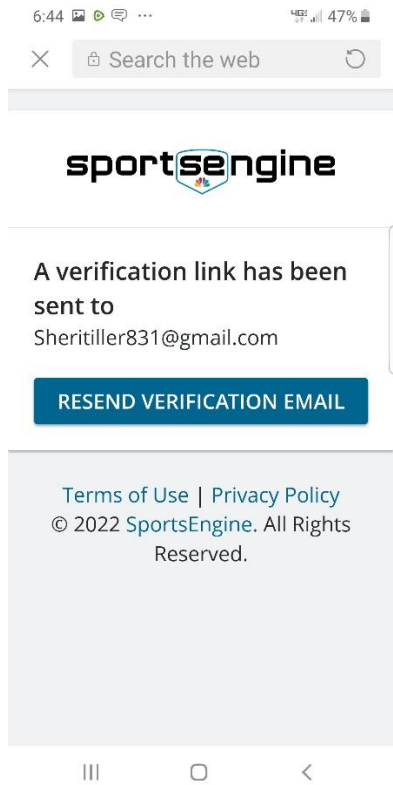 6:44
47%
Search the web
sportsengine
A verification link has been
sent to
Sheritiller831@gmail.com
RESEND VERIFICATION EMAIL
Terms of Use | Privacy Policy
© 2022 SportsEngine. All Rights
Reserved.